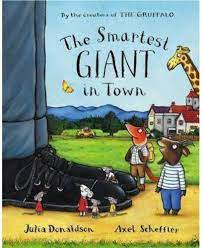 By the creators of THE GRUFFALO
The Smartest
GIANT
in Town
Julia Donaldson Axel Scheffler